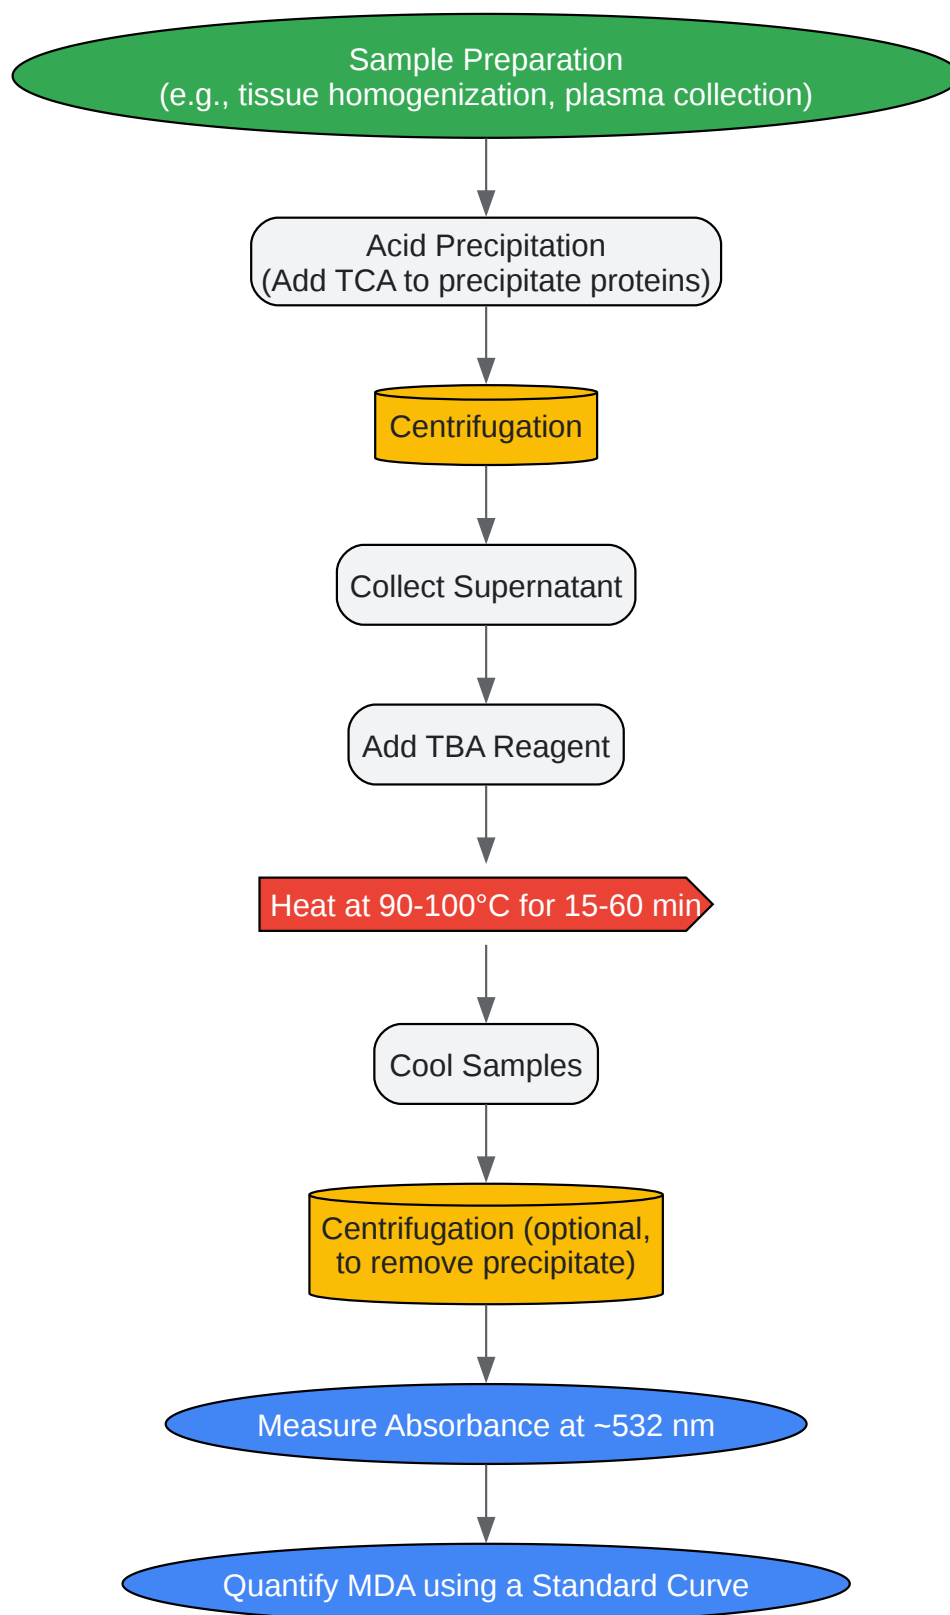 Sample Preparation
(e.g., tissue homogenization, plasma collection)
Acid Precipitation
(Add TCA to precipitate proteins)
Centrifugation
Collect Supernatant
Add TBA Reagent
Heat at 90-100°C for 15-60 min
Cool Samples
Centrifugation (optional,
to remove precipitate)
Measure Absorbance at ~532 nm
Quantify MDA using a Standard Curve